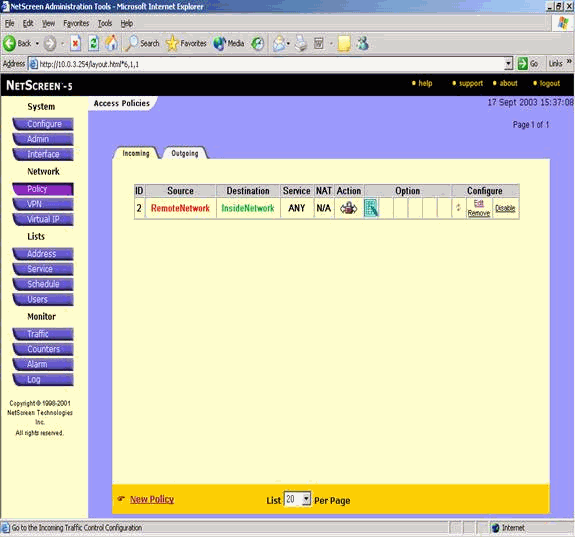 NetScreen Administration Tools - Microsoft Internet Explorer
File Edit View Favorites Tools Help
Back Search Favorites Media
Address http://10.0.3.254/layout.html*6,1,1 Go Links »
NETSCREEN -5 help support about logout
System
Configure
Admin
Interface
Network
Policy
VPN
Virtual IP
Lists
Address
Service
Schedule
Users
Monitor
Traffic
Counters
Alarm
Log
Copyright © 1998-2001
NetScreen Technologies
Inc.
All rights reserved.
Access Policies 17 Sept 2003 15:37:08
Page 1 of 1
Incoming Outgoing
ID Source Destination Service NAT Action Option Configure
2 RemoteNetwork InsideNetwork ANY N/A Edit Remove Disable
New Policy List 20 Per Page
Go to the Incoming Traffic Control Configuration Internet